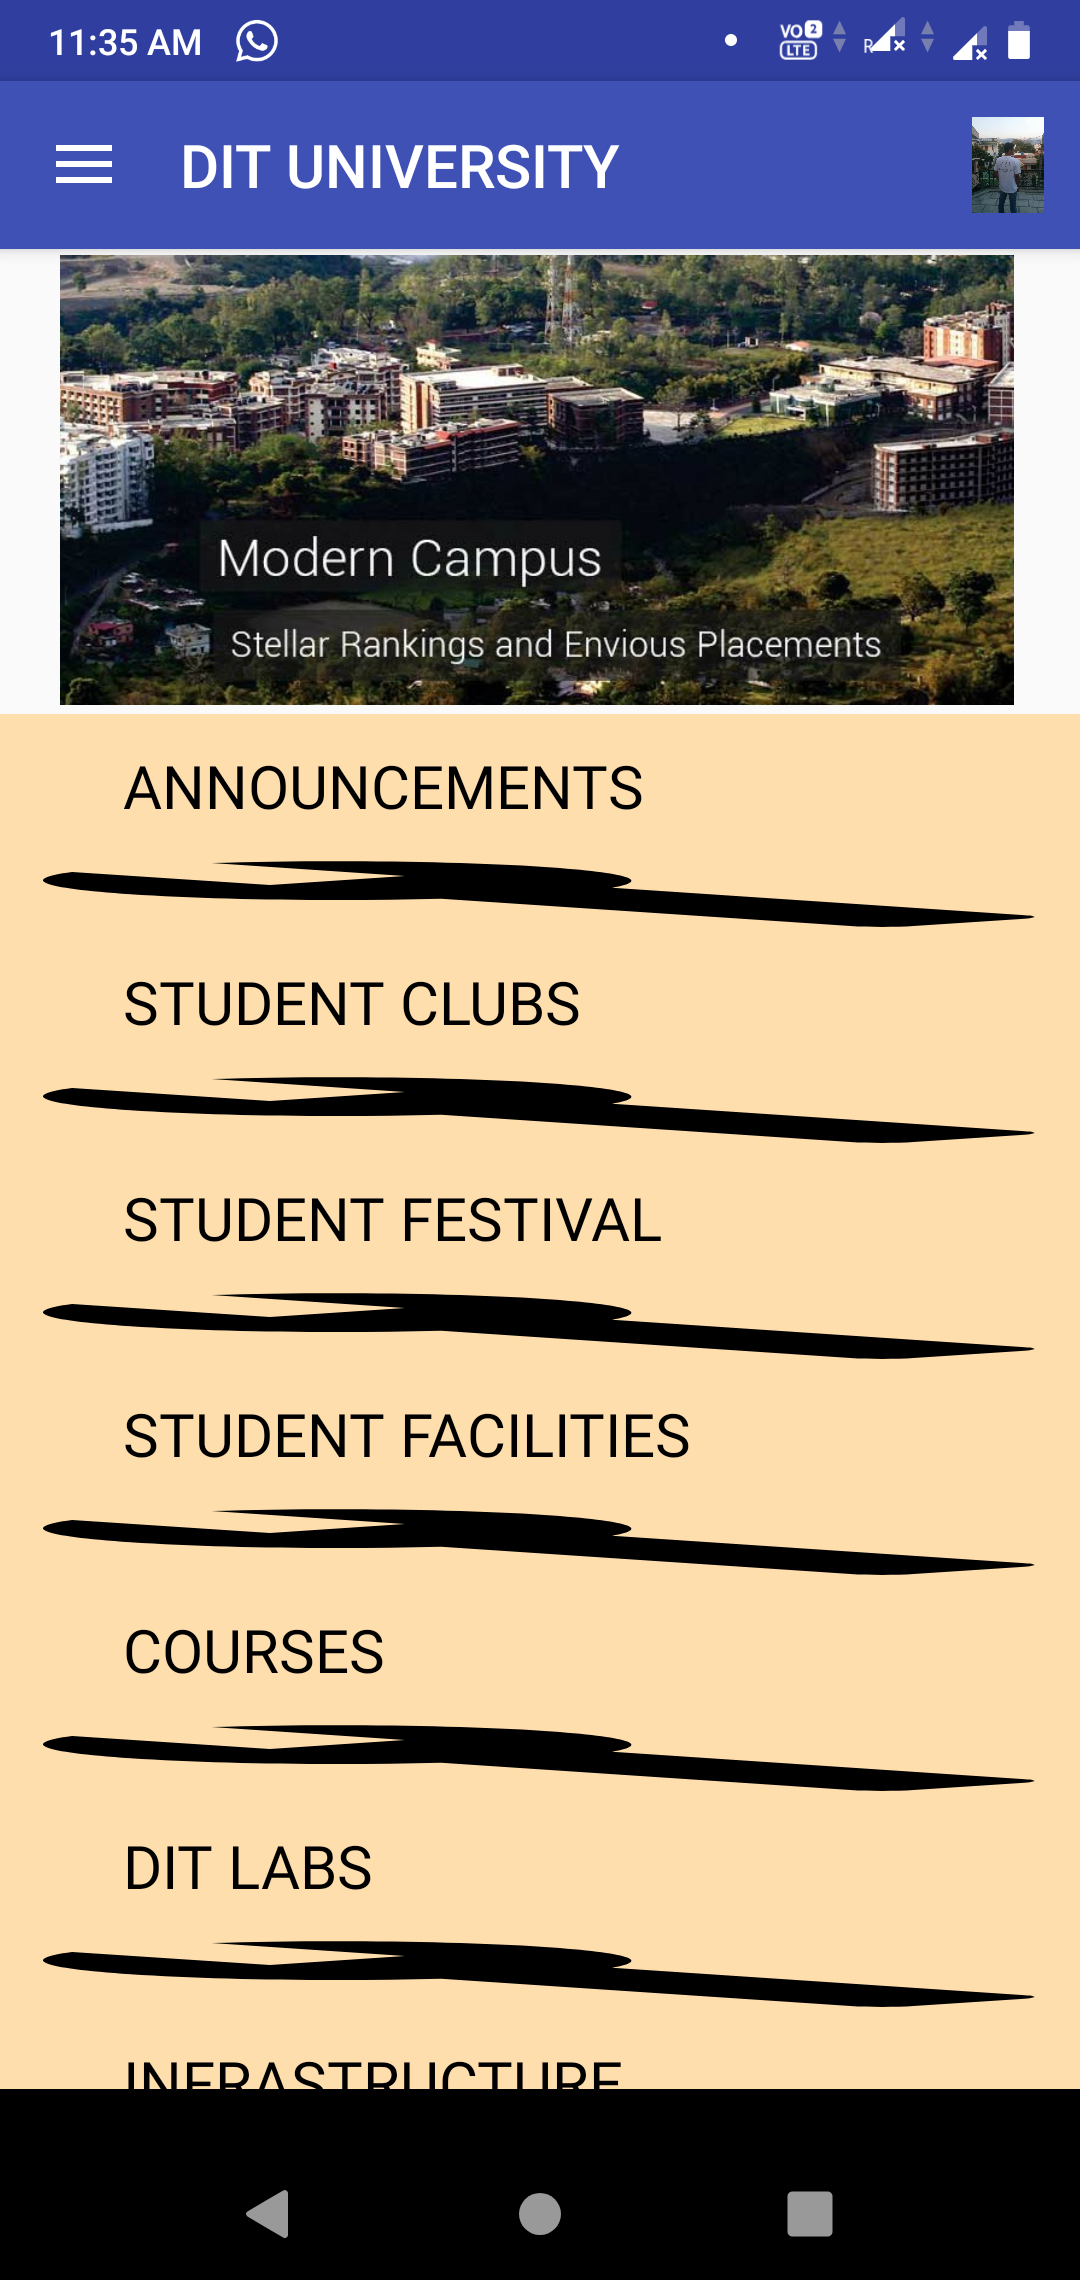 11:35 AM
VO 2
LTE
R
DIT UNIVERSITY
Modern Campus
Stellar Rankings and Envious Placements
ANNOUNCEMENTS
STUDENT CLUBS
STUDENT FESTIVAL
STUDENT FACILITIES
COURSES
DIT LABS
INFRASTRUCTURE